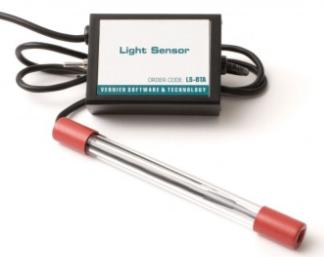 Light Sensor
ORDER CODE: LS-BTA
VERNIER SOFTWARE & TECHNOLOGY